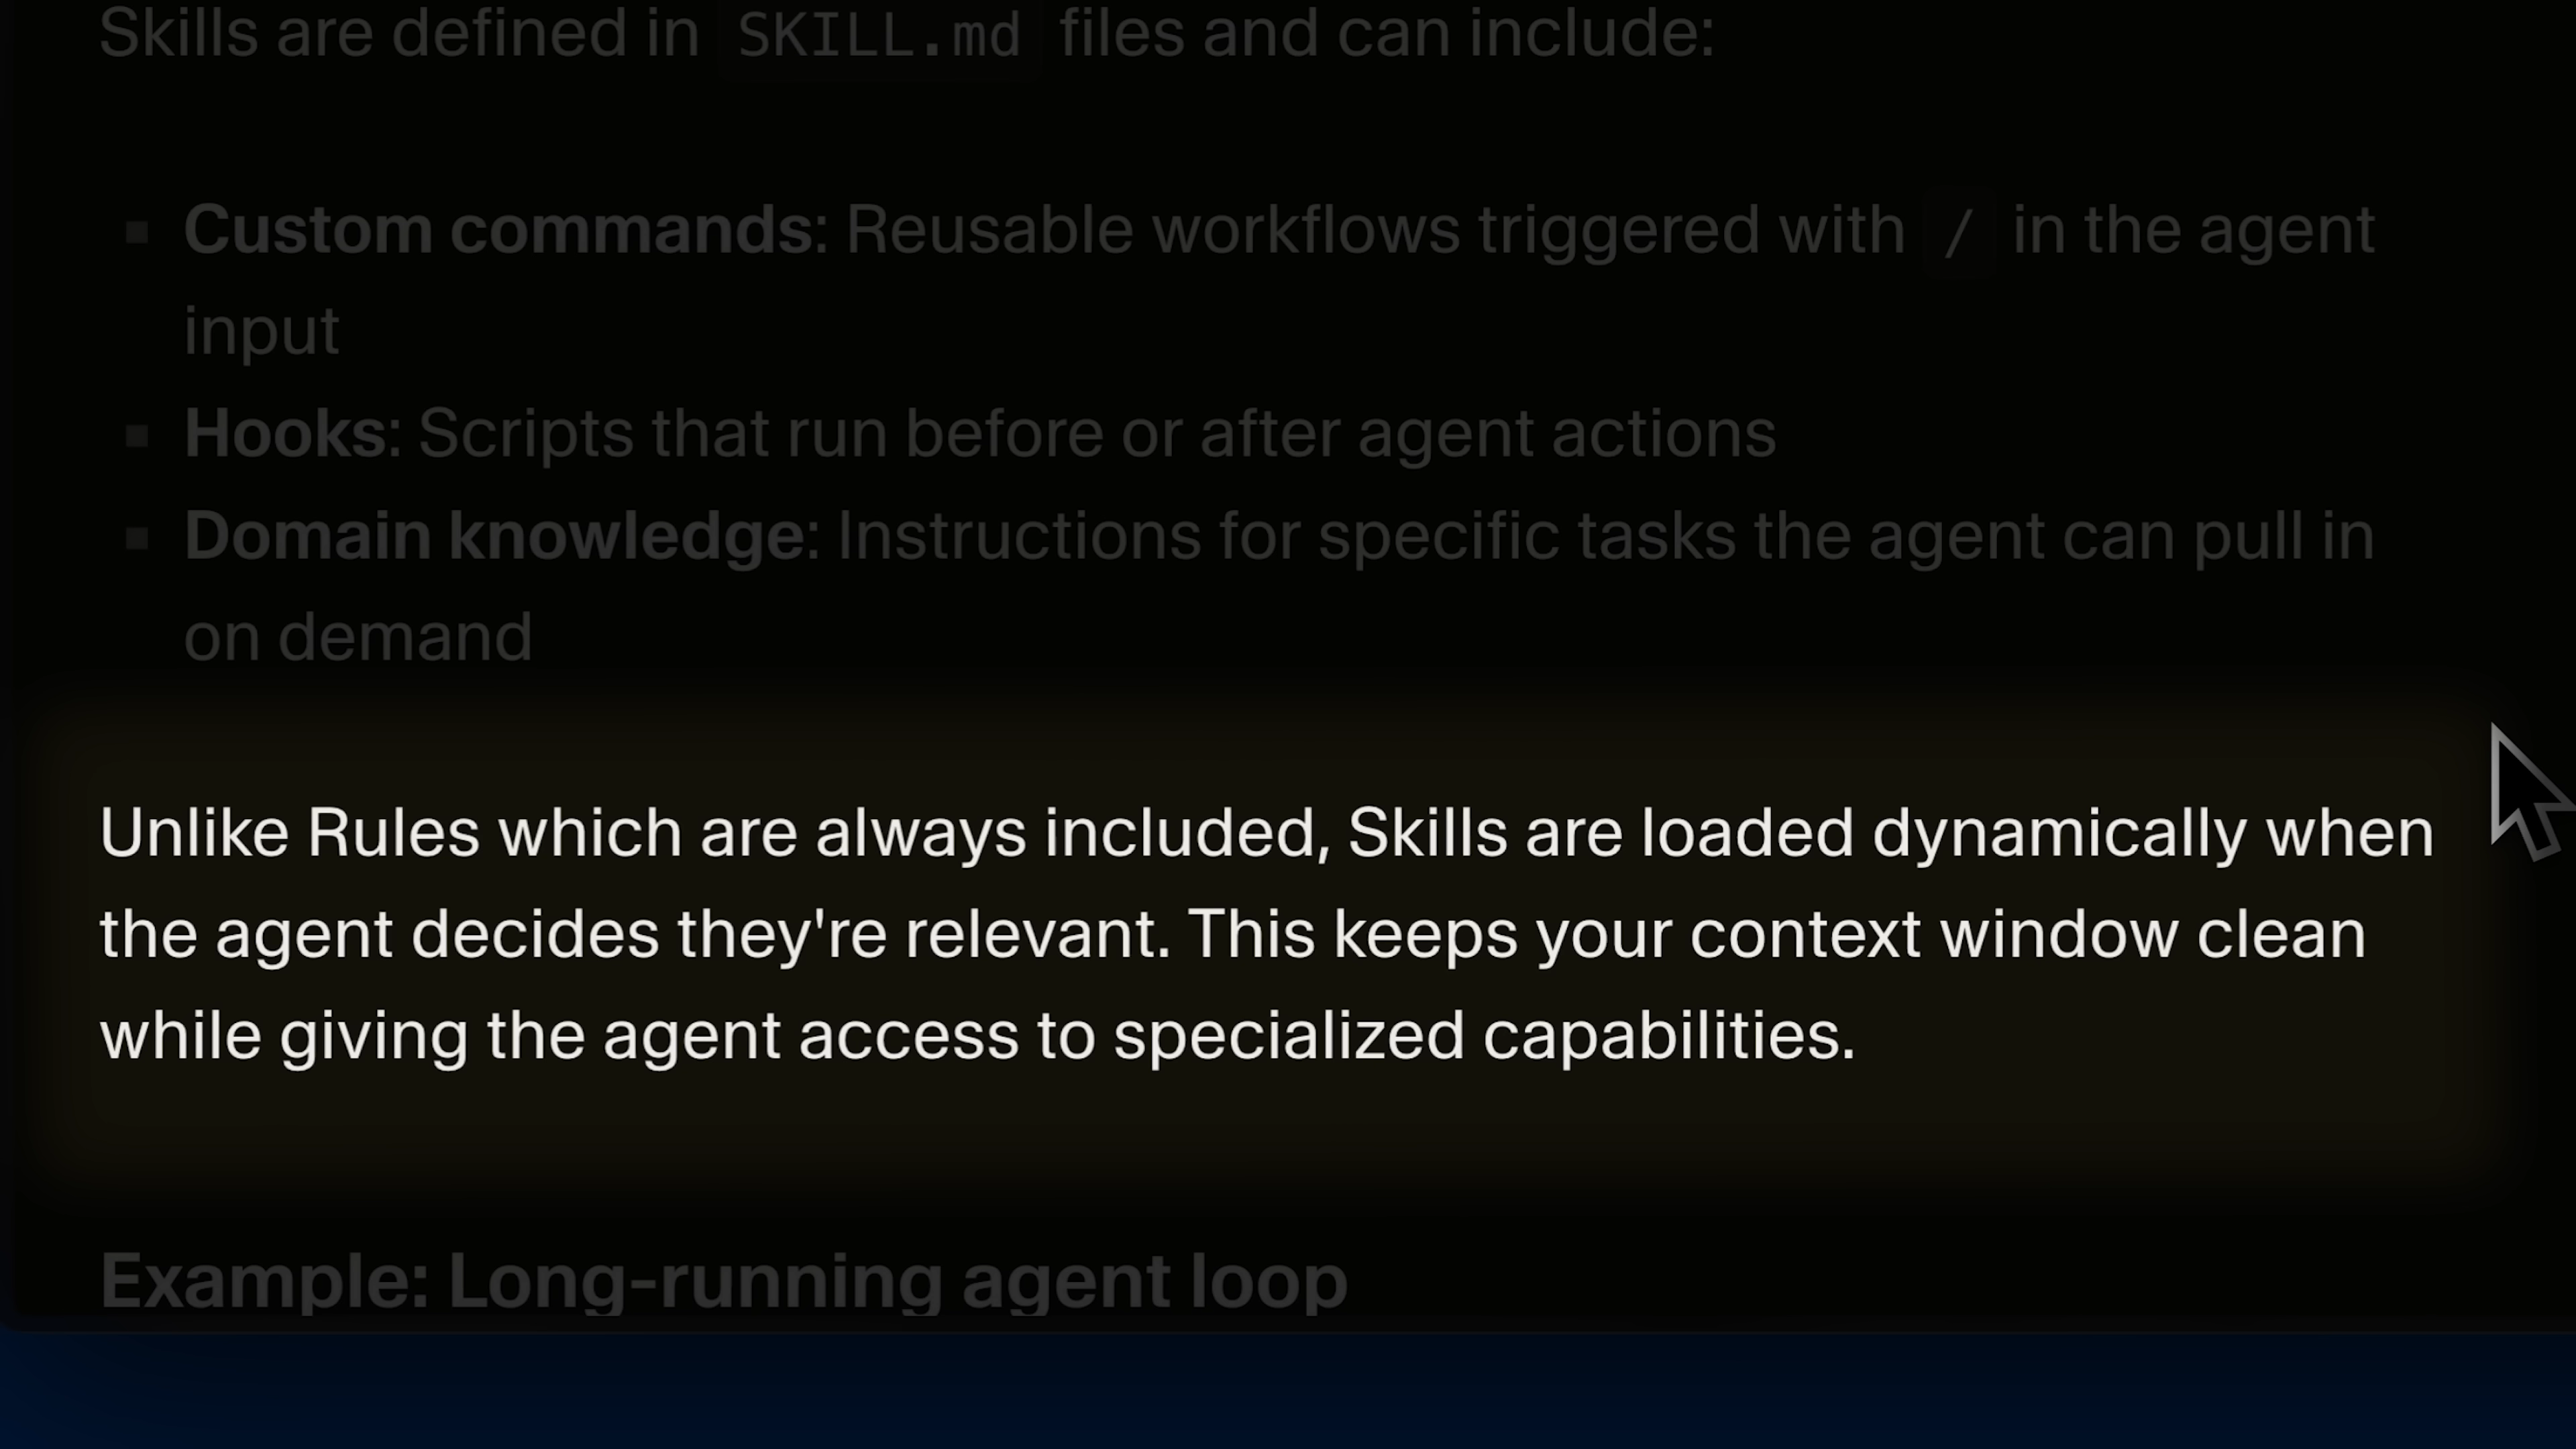 Skills are defined in SKILL.md files and can include:
Custom commands: Reusable workflows triggered with / in the agent
input
Hooks: Scripts that run before or after agent actions
Domain knowledge: Instructions for specific tasks the agent can pull in
on demand
Unlike Rules which are always included, Skills are loaded dynamically when
the agent decides they're relevant. This keeps your context window clean
while giving the agent access to specialized capabilities.
Example: Long-running agent loop